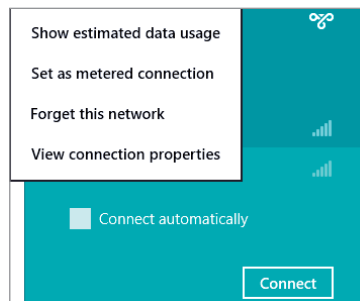 Show estimated data usage
Set as metered connection
Forget this network
View connection properties
Connect automatically
Connect